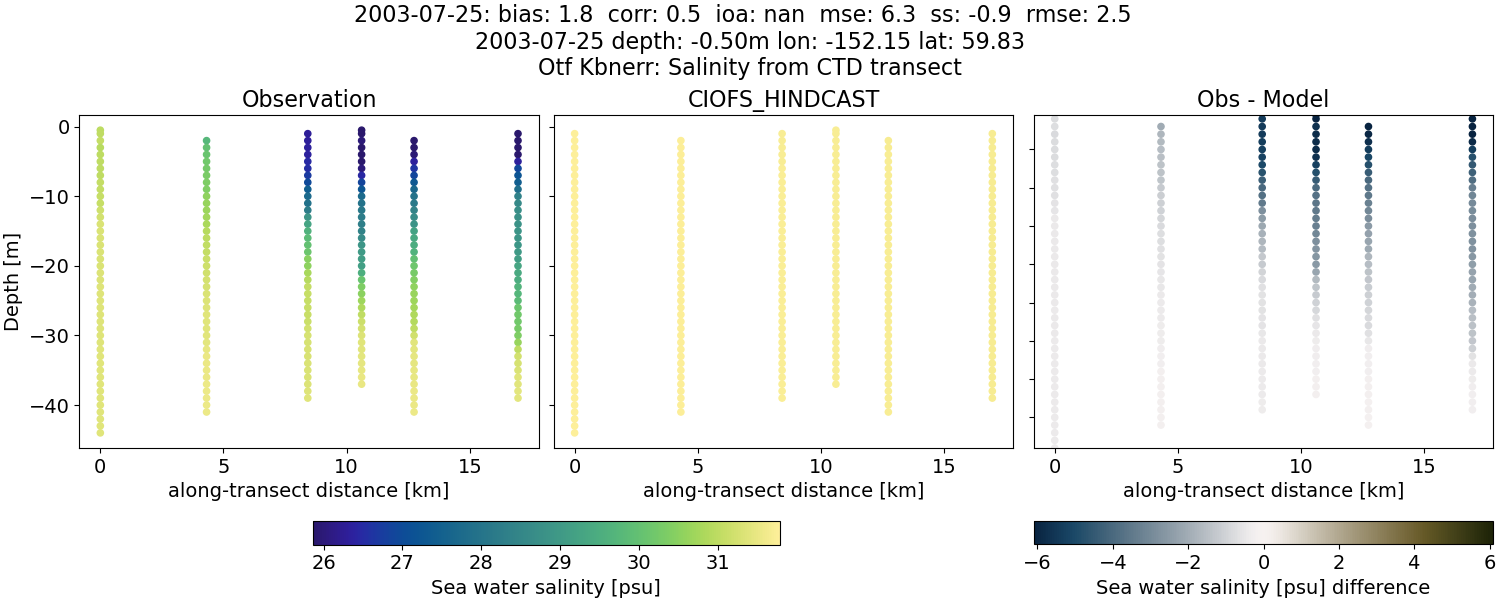 2003-07-25: bias: 1.8  corr: 0.5  ioa: nan  mse: 6.3  ss: -0.9  rmse: 2.5
2003-07-25 depth: -0.50m lon: -152.15 lat: 59.83
Otf Kbnerr: Salinity from CTD transect
Observation
CIOFS_HINDCAST
Obs - Model
Depth [m]
0
−10
−20
−30
−40
0 5 10 15
0 5 10 15
0 5 10 15
along-transect distance [km]
along-transect distance [km]
along-transect distance [km]
26 27 28 29 30 31
Sea water salinity [psu]
−6 −4 −2 0 2 4 6
Sea water salinity [psu] difference